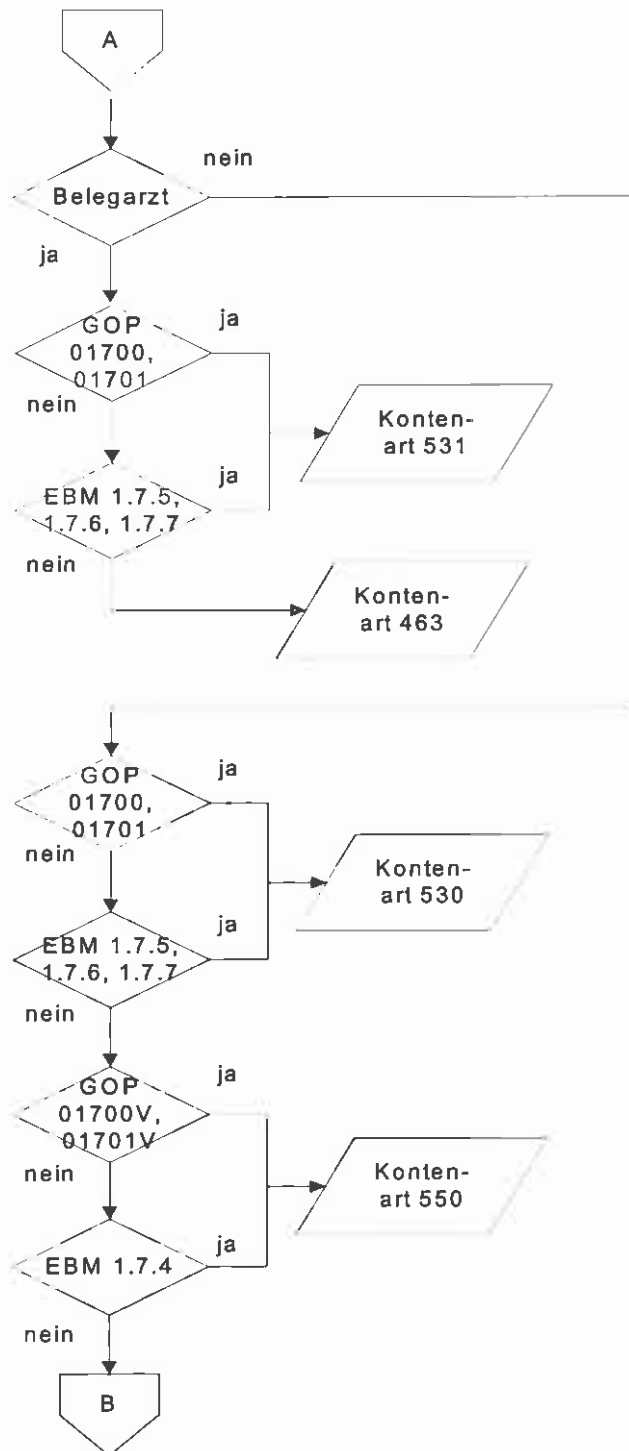 A
nein
Belegarzt
ja
GOP
01700,
01701
ja
nein
Konten-
art 531
EBM 1.7.5,
1.7.6, 1.7.7
ja
nein
Konten-
art 463
GOP
01700,
01701
ja
nein
Konten-
art 530
EBM 1.7.5,
1.7.6, 1.7.7
ja
nein
GOP
01700V,
01701V
ja
nein
Konten-
art 550
EBM 1.7.4
ja
nein
B